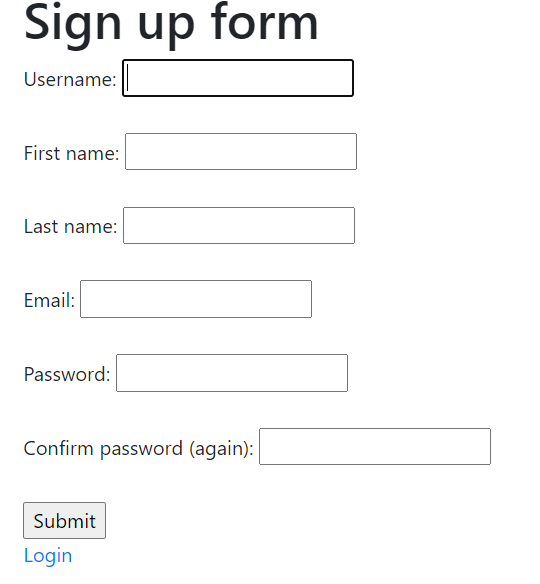 Sign up form
Username:
First name:
Last name:
Email:
Password:
Confirm password (again):
Submit
Login